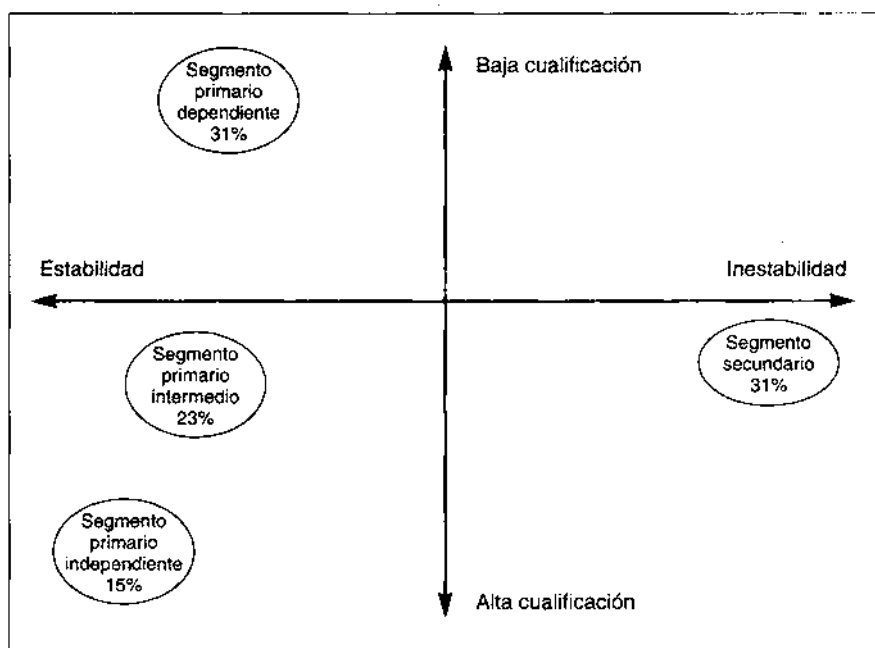 Segmento
primario
dependiente
31%
Baja cualificación
Estabilidad
Inestabilidad
Segmento
primario
intermedio
23%
Segmento
secundario
31%
Segmento
primario
independiente
15%
Alta cualificación